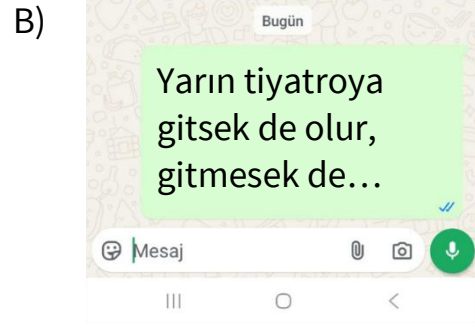 B)
Bugün
Yarın tiyatroya
gitsek de olur,
gitmesek de...
Mesaj